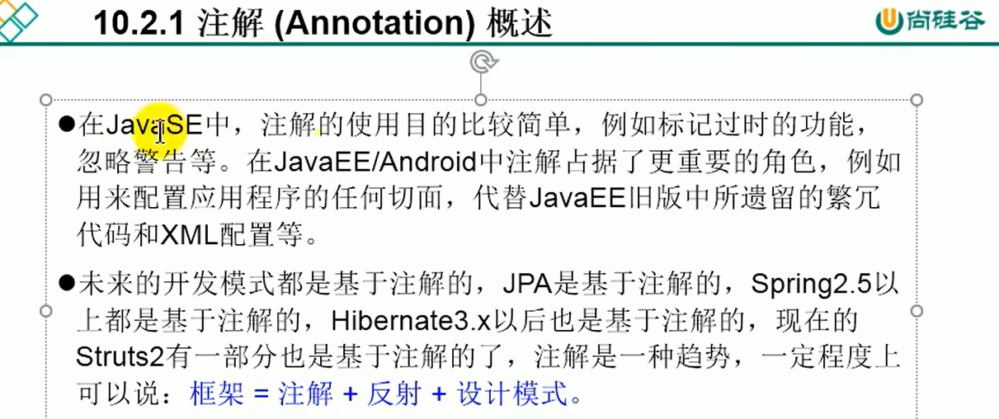 10.2.1 注解 (Annotation) 概述
尚硅谷
●在JavaSE中，注解的使用目的比较简单，例如标记过时的功能，
忽略警告等。在JavaEE/Android中注解占据了更重要的角色，例如
用来配置应用程序的任何切面，代替JavaEE旧版中所遗留的繁冗
代码和XML配置等。
●未来的开发模式都是基于注解的，JPA是基于注解的，Spring2.5以
上都是基于注解的，Hibernate3.x以后也是基于注解的，现在的
Struts2有一部分也是基于注解的了，注解是一种趋势，一定程度上
可以说：框架 = 注解 + 反射 + 设计模式。